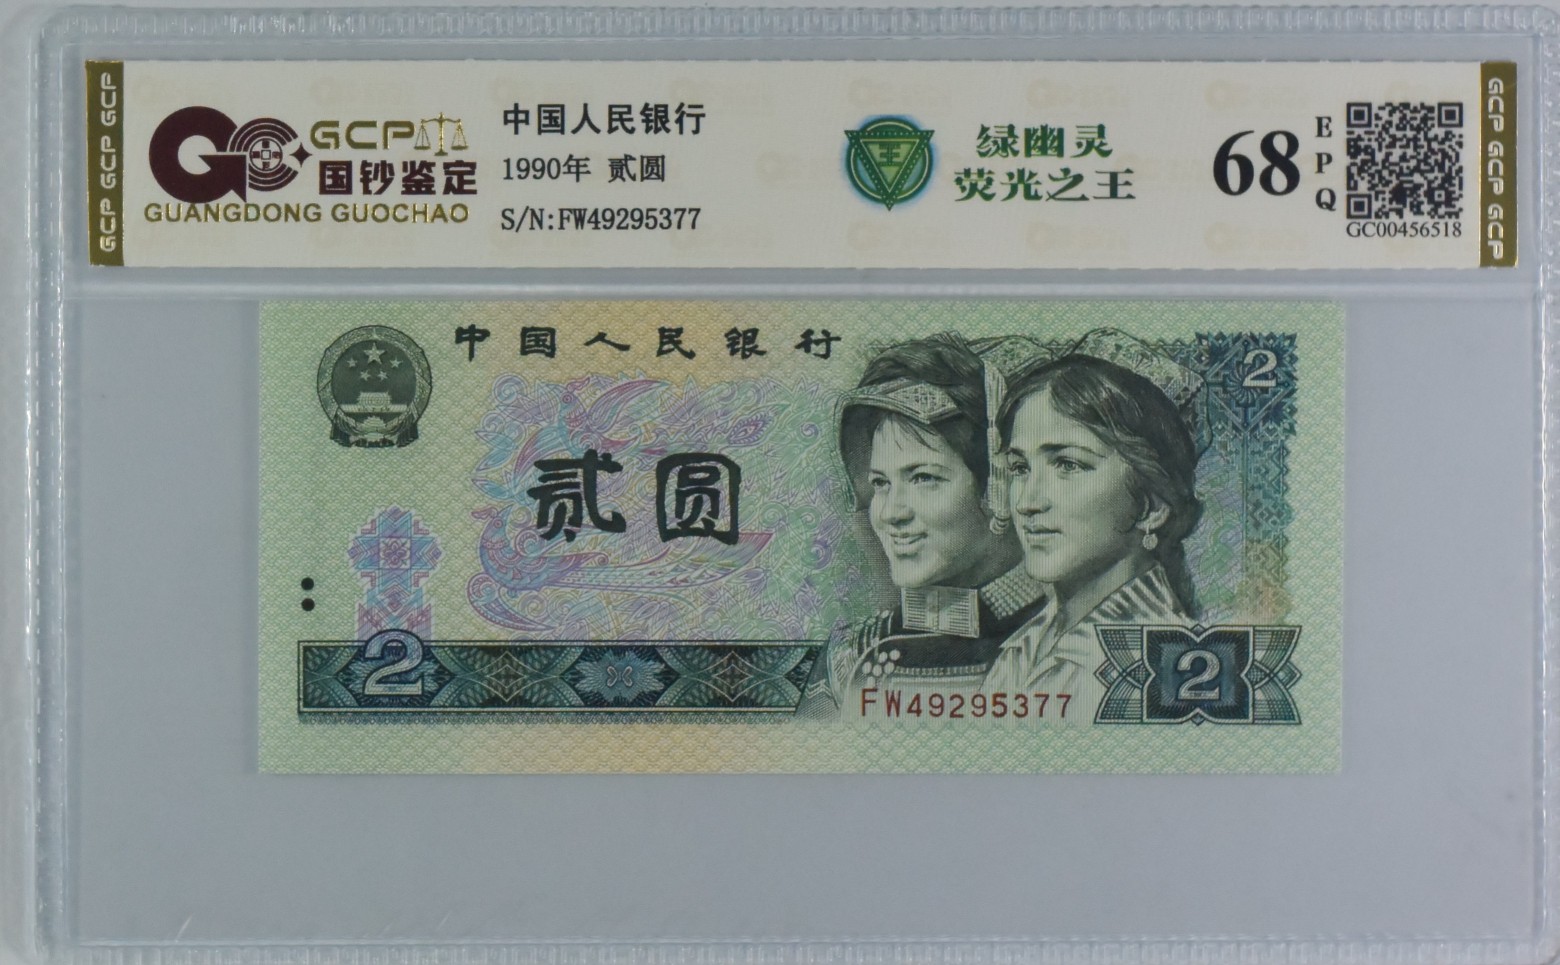 GCP GCP GCP
GCP
国钞鉴定
GUANGDONG GUOCHAO
中国人民银行
1990年 贰圆
S/N:FW49295377
王
绿幽灵
荧光之王
68
EPQ
GC00456518
GCP GCP GCP
中国人民银行
2
贰圆
2
2
FW49295377